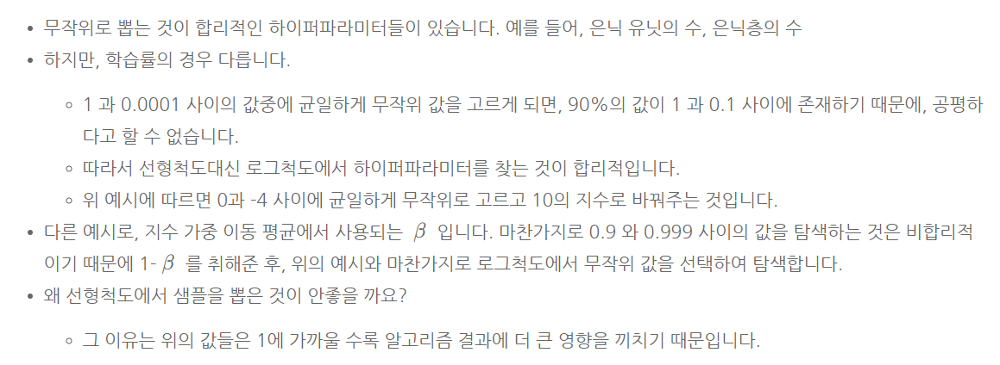 • 무작위로 뽑는 것이 합리적인 하이퍼파라미터들이 있습니다. 예를 들어, 은닉 유닛의 수, 은닉층의 수
• 하지만, 학습률의 경우 다릅니다.
◦ 1 과 0.0001 사이의 값중에 균일하게 무작위 값을 고르게 되면, 90%의 값이 1 과 0.1 사이에 존재하기 때문에, 공평하
다고 할 수 없습니다.
◦ 따라서 선형척도대신 로그척도에서 하이퍼파라미터를 찾는 것이 합리적입니다.
◦ 위 예시에 따르면 0과 -4 사이에 균일하게 무작위로 고르고 10의 지수로 바꿔주는 것입니다.
• 다른 예시로, 지수 가중 이동 평균에서 사용되는 β 입니다. 마찬가지로 0.9 와 0.999 사이의 값을 탐색하는 것은 비합리적
이기 때문에 1- β 를 취해준 후, 위의 예시와 마찬가지로 로그척도에서 무작위 값을 선택하여 탐색합니다.
• 왜 선형척도에서 샘플을 뽑은 것이 안좋을 까요?
◦ 그 이유는 위의 값들은 1에 가까울 수록 알고리즘 결과에 더 큰 영향을 끼치기 때문입니다.